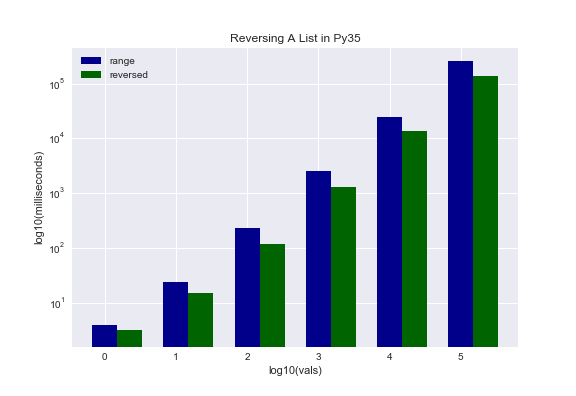 Reversing A List in Py35
range
reversed
10^5
10^4
10^3
10^2
10^1
log10(milliseconds)
0 1 2 3 4 5
log10(vals)